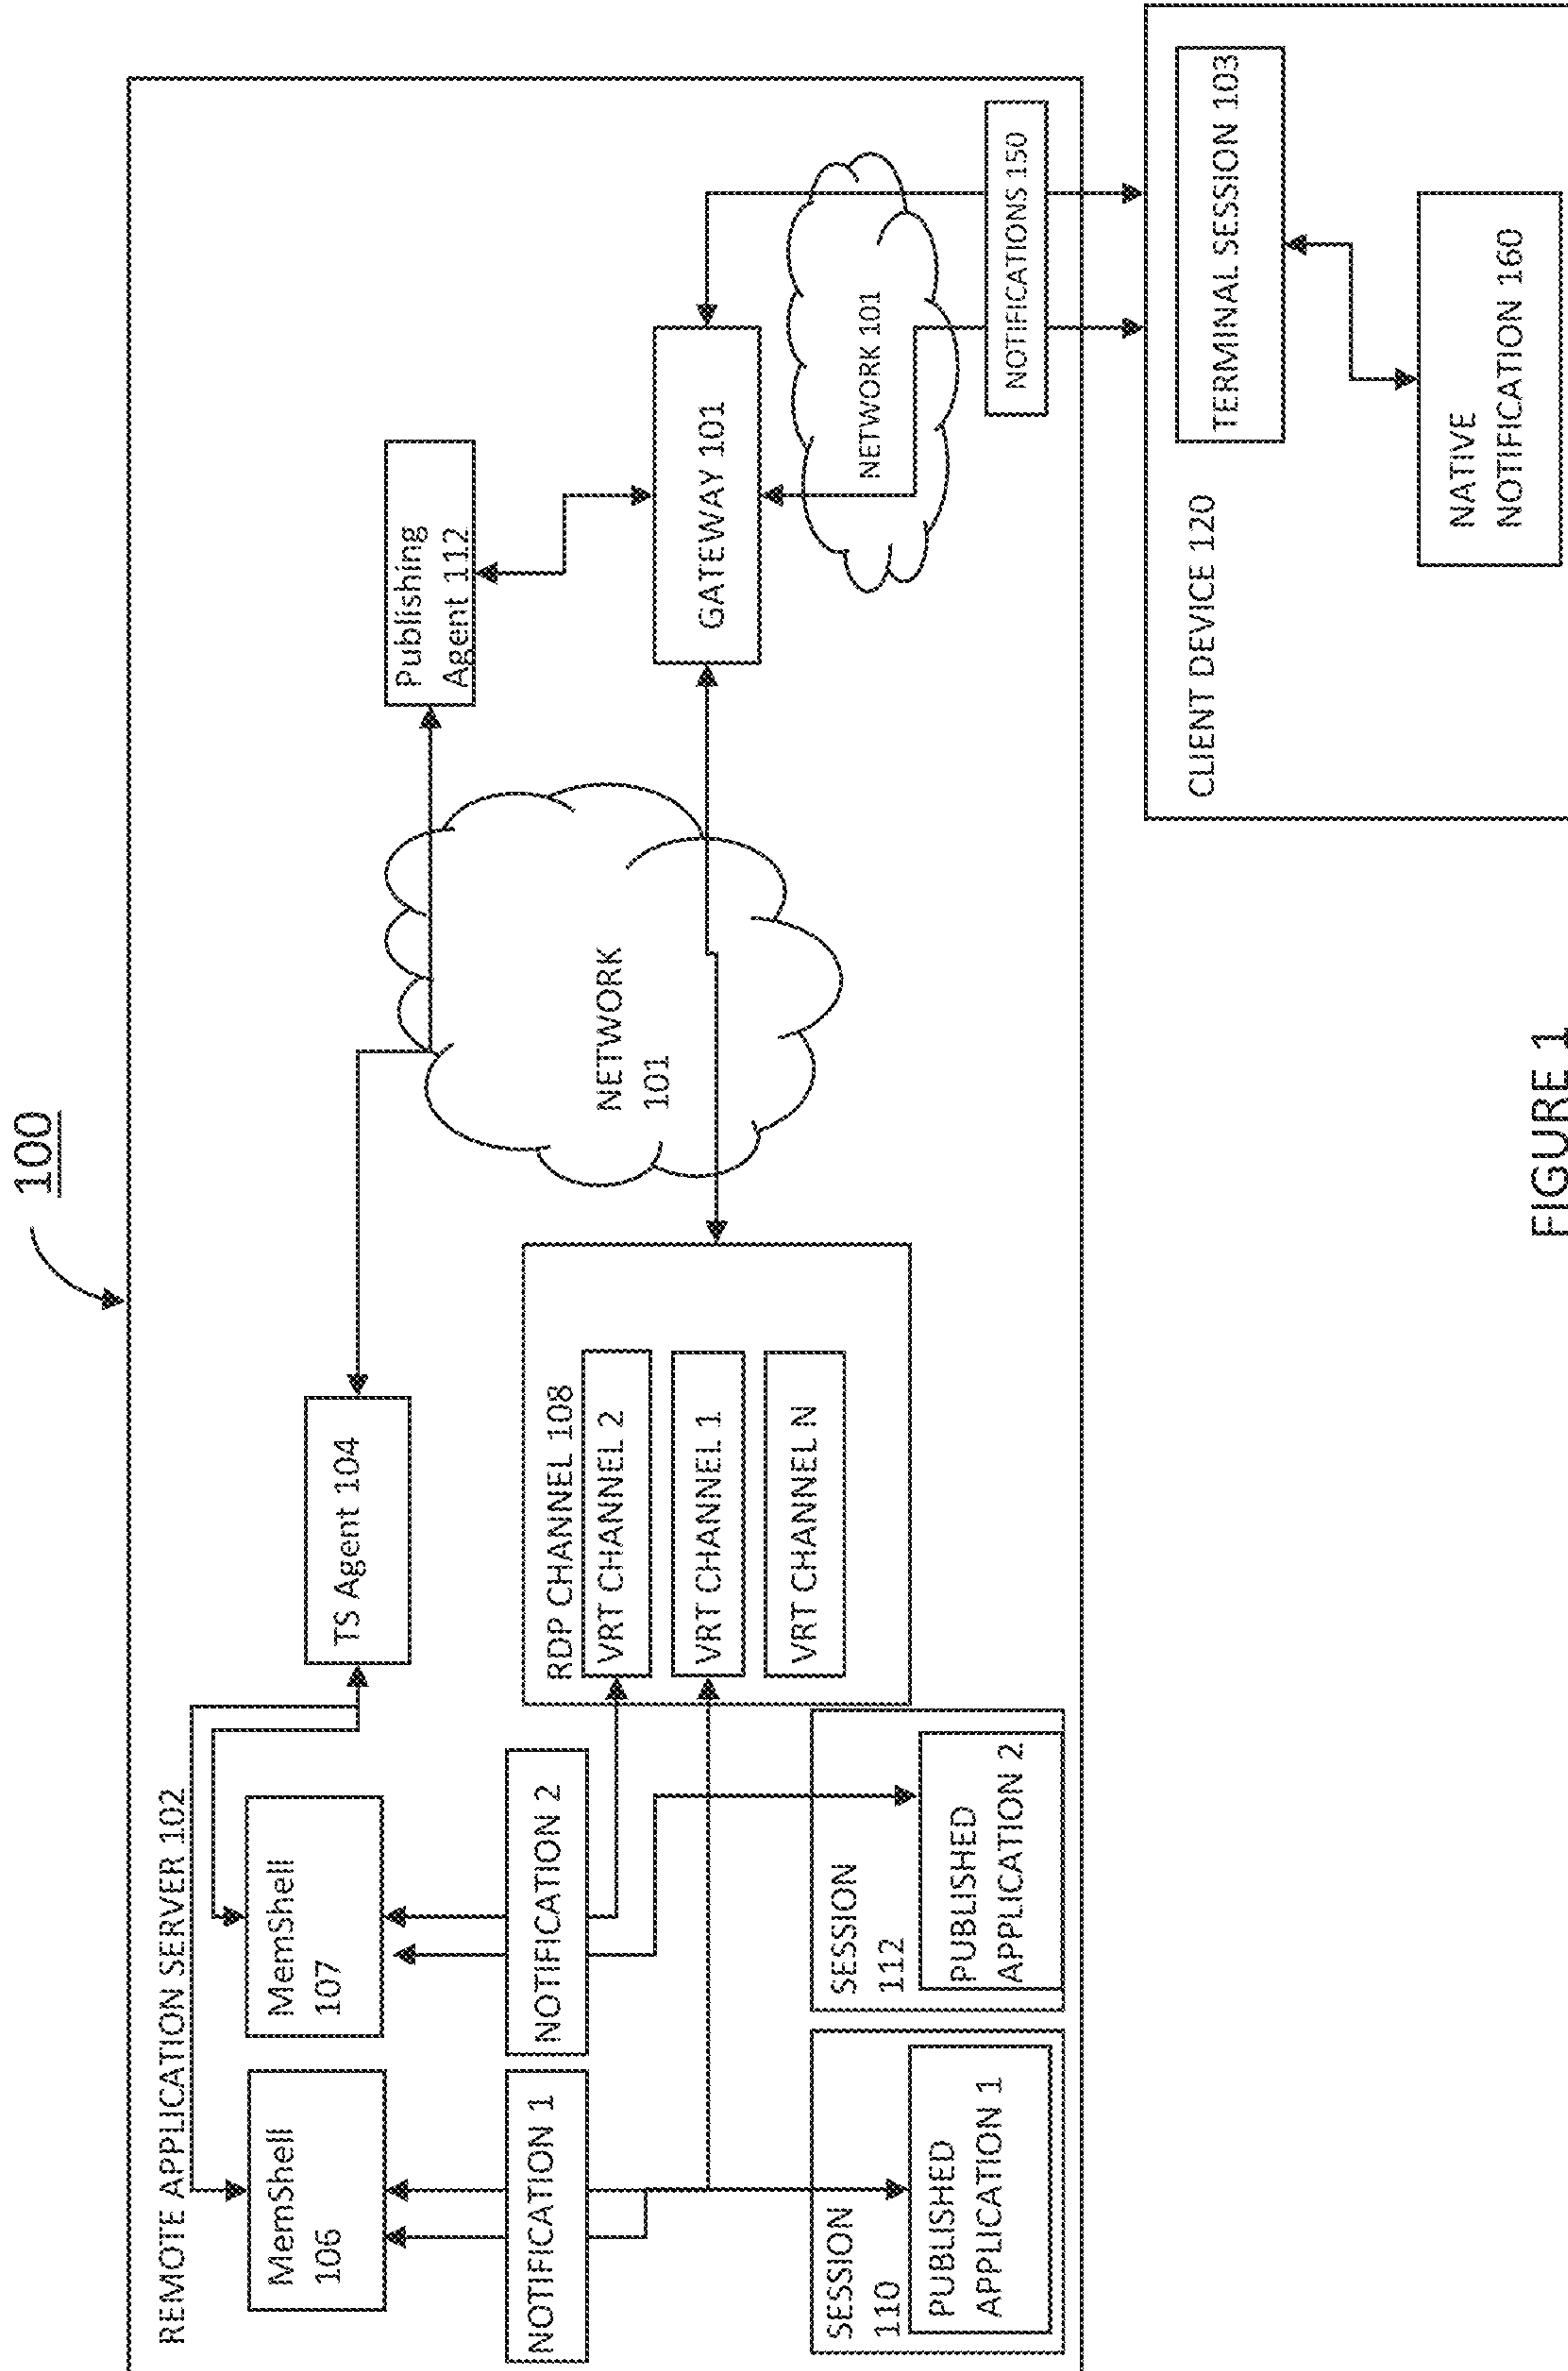 100
REMOTE APPLICATION SERVER 102
MemShell
106
MemShell
107
TS Agent 104
Publishing
Agent 112
NOTIFICATION 1
NOTIFICATION 2
RDP CHANNEL 108
VRT CHANNEL 2
VRT CHANNEL 1
VRT CHANNEL N
NETWORK
101
GATEWAY 101
NETWORK 101
NOTIFICATIONS 150
SESSION
110
PUBLISHED
APPLICATION 1
SESSION
112
PUBLISHED
APPLICATION 2
CLIENT DEVICE 120
TERMINAL SESSION 103
NATIVE
NOTIFICATION 160
FIGURE 1